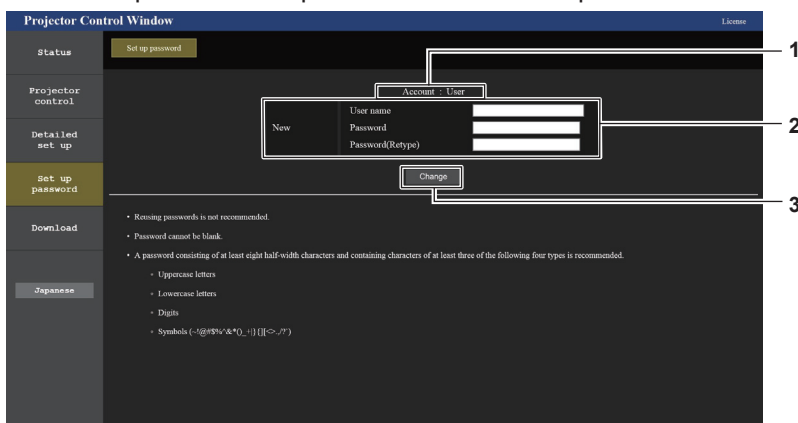 Projector Control Window
License
Status
Set up password
1
Projector
control
Account : User
New
User name
Password
Password(Retype)
2
Detailed
set up
Set up
password
Change
3
Download
• Reusing passwords is not recommended.
• Password cannot be blank.
• A password consisting of at least eight half-width characters and containing characters of at least three of the following four types is recommended.
Uppercase letters
Lowercase letters
Digits
Japanese